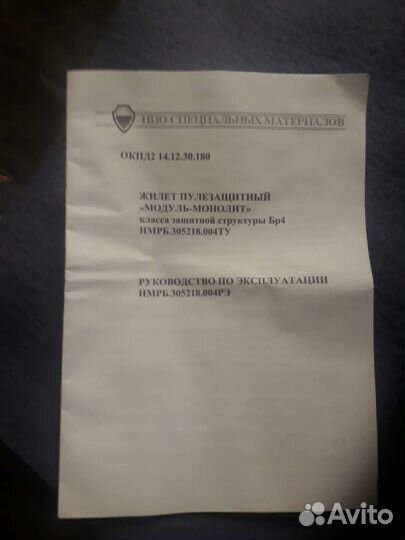 НПО СПЕЦИАЛЬНЫХ МАТЕРИАЛОВ
ОКПД2 14.12.30.180
ЖИЛЕТ ПУЛЕЗАЩИТНЫЙ
«МОДУЛЬ-МОНОЛИТ»
класса защитной структуры Бр4
НМРБ.305218.004ТУ
РУКОВОДСТВО ПО ЭКСПЛУАТАЦИИ
НМРБ.305218.004РЭ
Avito